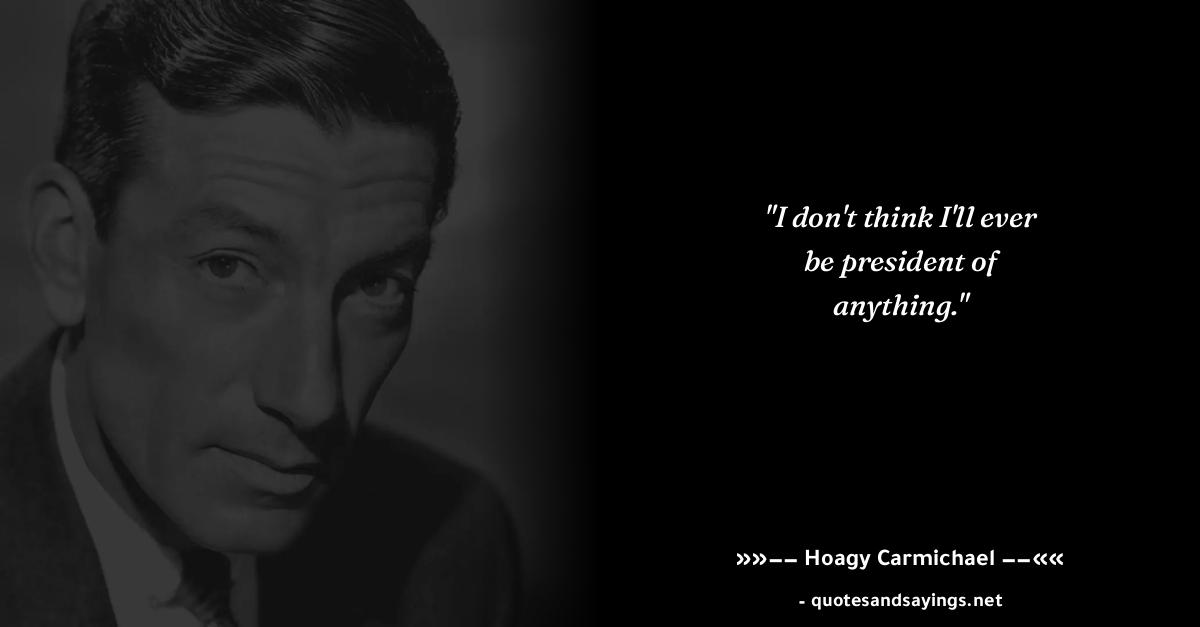 "I don't think I'll ever
be president of
anything."
»»−− Hoagy Carmichael −−««
- quotesandsayings.net